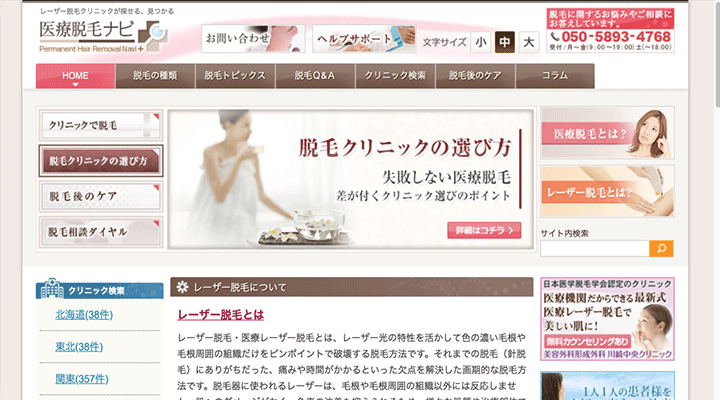 レーザー脱毛クリニックが探せる、見つかる
医療脱毛ナビ
Permanent Hair Removal Navi
お問い合わせ
ヘルプサポート
文字サイズ 小 中 大
脱毛に関するお悩みやご相談に
お答えしています。
050-5893-4768
受付/月～金(9:00～19:00) 土(～18:00)
HOME
脱毛の種類
脱毛トピックス
脱毛Q&A
クリニック検索
脱毛後のケア
コラム
クリニックで脱毛
脱毛クリニックの選び方
脱毛後のケア
脱毛相談ダイヤル
脱毛クリニックの選び方
失敗しない医療脱毛
差が付くクリニック選びのポイント
詳細はコチラ
医療脱毛とは?
レーザー脱毛とは?
サイト内検索
クリニック検索
北海道(38件)
東北(38件)
関東(357件)
レーザー脱毛について
レーザー脱毛とは
レーザー脱毛・医療レーザー脱毛とは、レーザー光の特性を活かして色の濃い毛根や
毛根周囲の組織だけをピンポイントで破壊する脱毛方法です。それまでの脱毛（針脱
毛）にありがちだった、痛みや時間がかかるといった欠点を解決した画期的な脱毛方
法です。脱毛器に使われるレーザーは、毛根や毛根周囲の組織以外には反応しませ
日本医学脱毛学会認定のクリニック
医療機関だからできる最新式
医療レーザー脱毛で
美しい肌に!
無料カウンセリングあり
美容外科形成外科 川崎中央クリニック
1人1人の患者様を